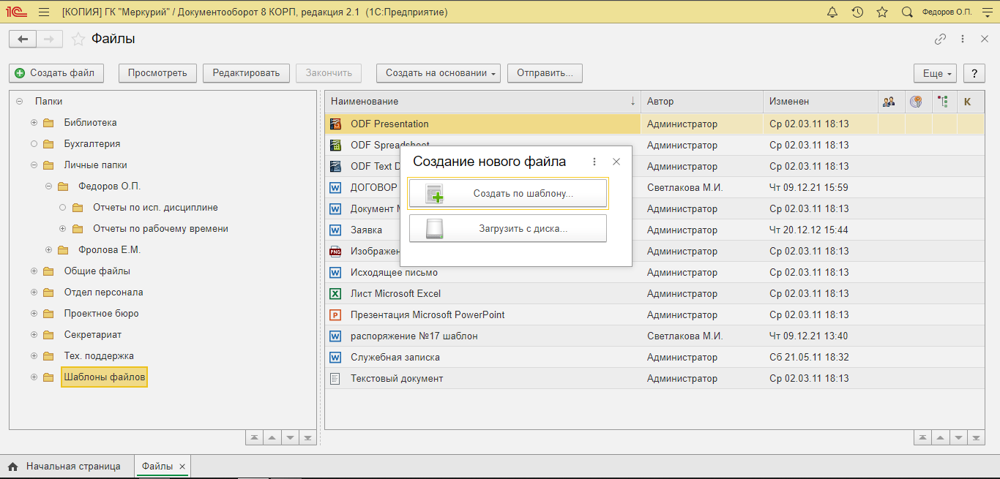 1С [КОПИЯ] ГК "Меркурий" / Документооборот 8 КОРП, редакция 2.1 (1С:Предприятие) Федоров О.П.
Файлы
Создать файл Просмотреть Редактировать Закончить Создать на основании Отправить... Еще ?
Папки
Библиотека
Бухгалтерия
Личные папки
Федоров О.П.
Отчеты по исп. дисциплине
Отчеты по рабочему времени
Фролова Е.М.
Общие файлы
Отдел персонала
Проектное бюро
Секретариат
Тех. поддержка
Шаблоны файлов
Наименование Автор Изменен К
ODF Presentation Администратор Ср 02.03.11 18:13
ODF Spreadsheet Администратор Ср 02.03.11 18:13
ODF Text D Администратор Ср 02.03.11 18:13
ДОГОВОР Светлакова М.И. Чт 09.12.21 15:59
Документ Администратор Ср 02.03.11 18:13
Заявка Администратор Чт 20.12.12 15:44
PNG Изображен Администратор Ср 02.03.11 18:13
Исходящее письмо Администратор Ср 02.03.11 18:13
Лист Microsoft Excel Администратор Ср 02.03.11 18:13
Презентация Microsoft PowerPoint Администратор Ср 02.03.11 18:13
распоряжение №17 шаблон Светлакова М.И. Чт 09.12.21 13:40
Служебная записка Администратор Сб 21.05.11 18:32
Текстовый документ Администратор Ср 02.03.11 18:13
Создание нового файла
Создать по шаблону...
Загрузить с диска...
Начальная страница Файлы